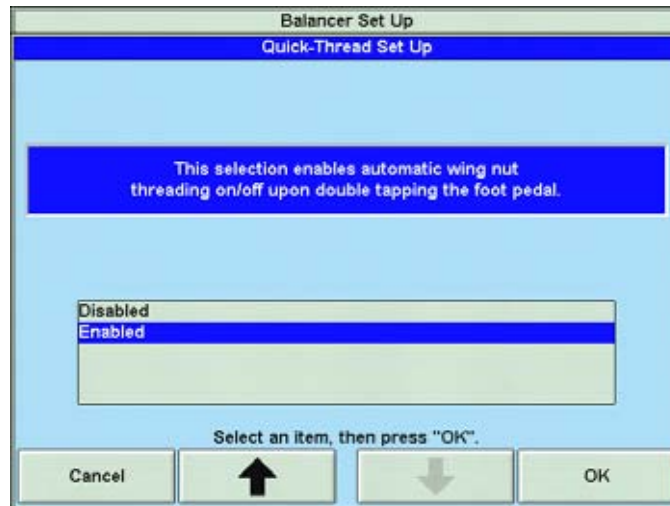 Balancer Set Up
Quick-Thread Set Up
This selection enables automatic wing nut
threading on/off upon double tapping the foot pedal.
Disabled
Enabled
Select an item, then press "OK".
Cancel
OK